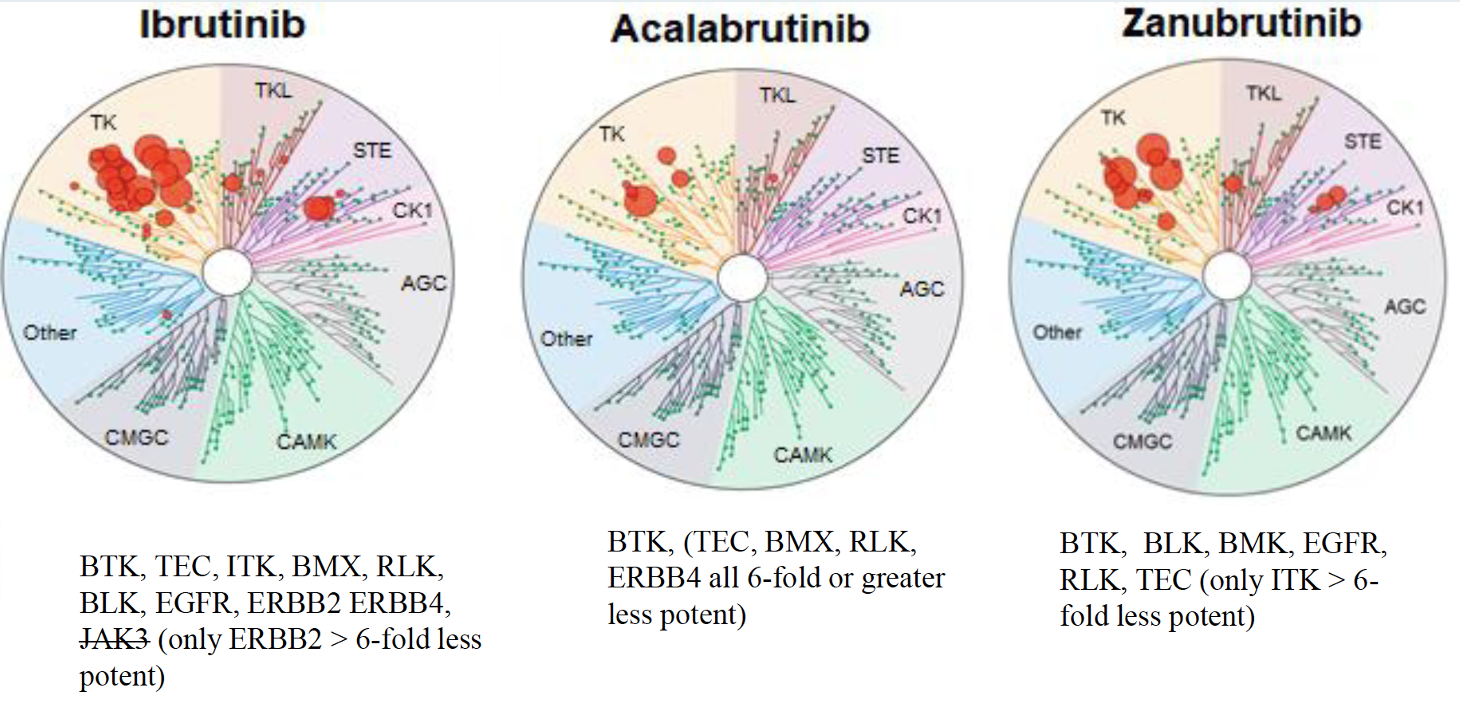 Ibrutinib
TK
TKL
STE
CK1
AGC
CAMK
CMGC
Other
BTK, TEC, ITK, BMX, RLK,
BLK, EGFR, ERBB2 ERBB4,
JAK3 (only ERBB2 > 6-fold less
potent)
Acalabrutinib
TK
TKL
STE
CK1
AGC
CAMK
CMGC
Other
BTK, (TEC, BMX, RLK,
ERBB4 all 6-fold or greater
less potent)
Zanubrutinib
TK
TKL
STE
CK1
AGC
CAMK
CMGC
Other
BTK,  BLK, BMK, EGFR,
RLK, TEC (only ITK > 6-
fold less potent)